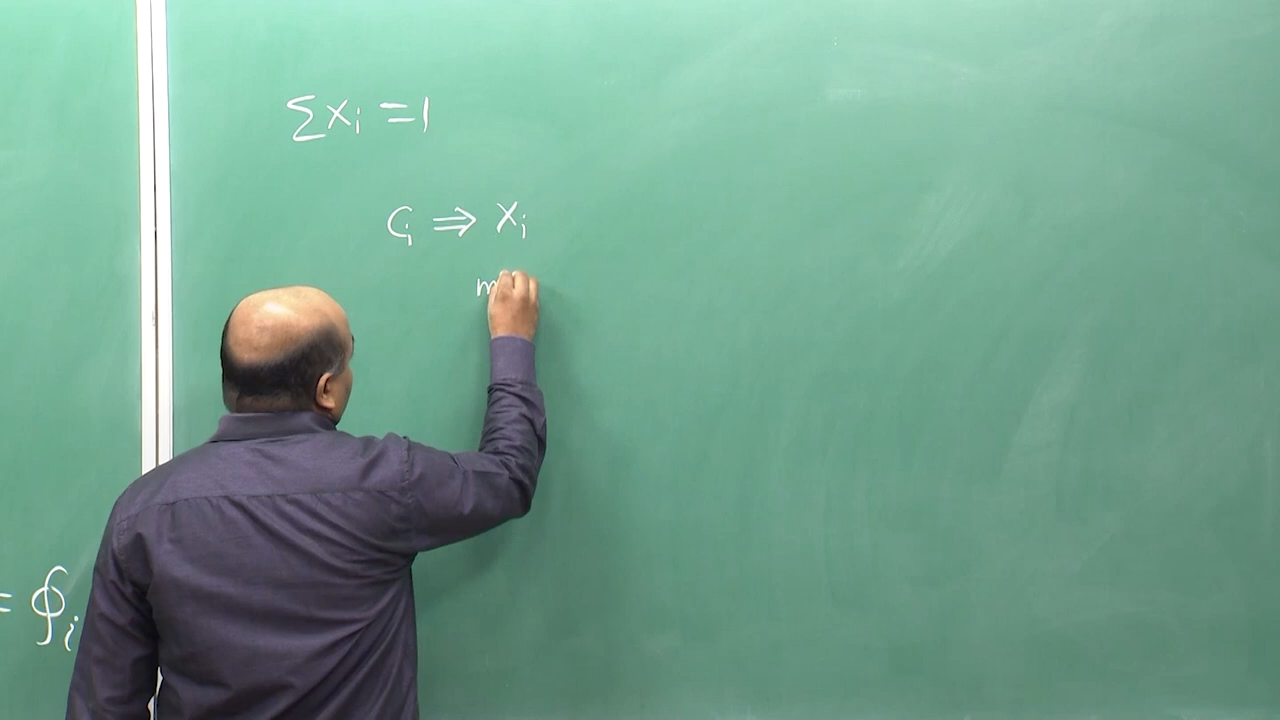 Σxᵢ = 1
Cᵢ ⇒ xᵢ
m
= ϕᵢ